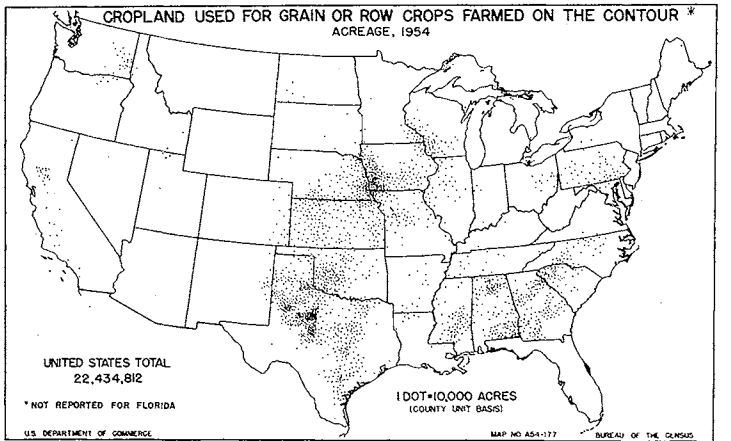 CROPLAND USED FOR GRAIN OR ROW CROPS FARMED ON THE CONTOUR *
ACREAGE, 1954
UNITED STATES TOTAL
22,434,812
* NOT REPORTED FOR FLORIDA
1 DOT=10,000 ACRES
(COUNTY UNIT BASIS)
U.S. DEPARTMENT OF COMMERCE
MAP NO A54-177
BUREAU OF THE CENSUS